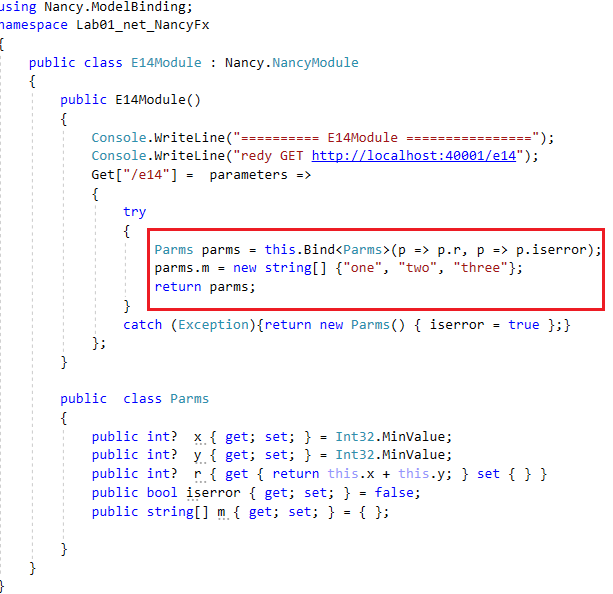 using Nancy.ModelBinding;
namespace Lab01_net_NancyFx
{
public class E14Module : Nancy.NancyModule
{
public E14Module()
{
Console.WriteLine("========== E14Module ================");
Console.WriteLine("redy GET http://localhost:40001/e14");
Get["/e14"] = parameters =>
{
try
{
Parms parms = this.Bind<Parms>(p => p.r, p => p.iserror);
parms.m = new string[] {"one", "two", "three"};
return parms;
}
catch (Exception){return new Parms() { iserror = true };}
};
}
public class Parms
{
public int? x { get; set; } = Int32.MinValue;
public int? y { get; set; } = Int32.MinValue;
public int? r { get { return this.x + this.y; } set { } }
public bool iserror { get; set; } = false;
public string[] m { get; set; } = { };
}
}
}